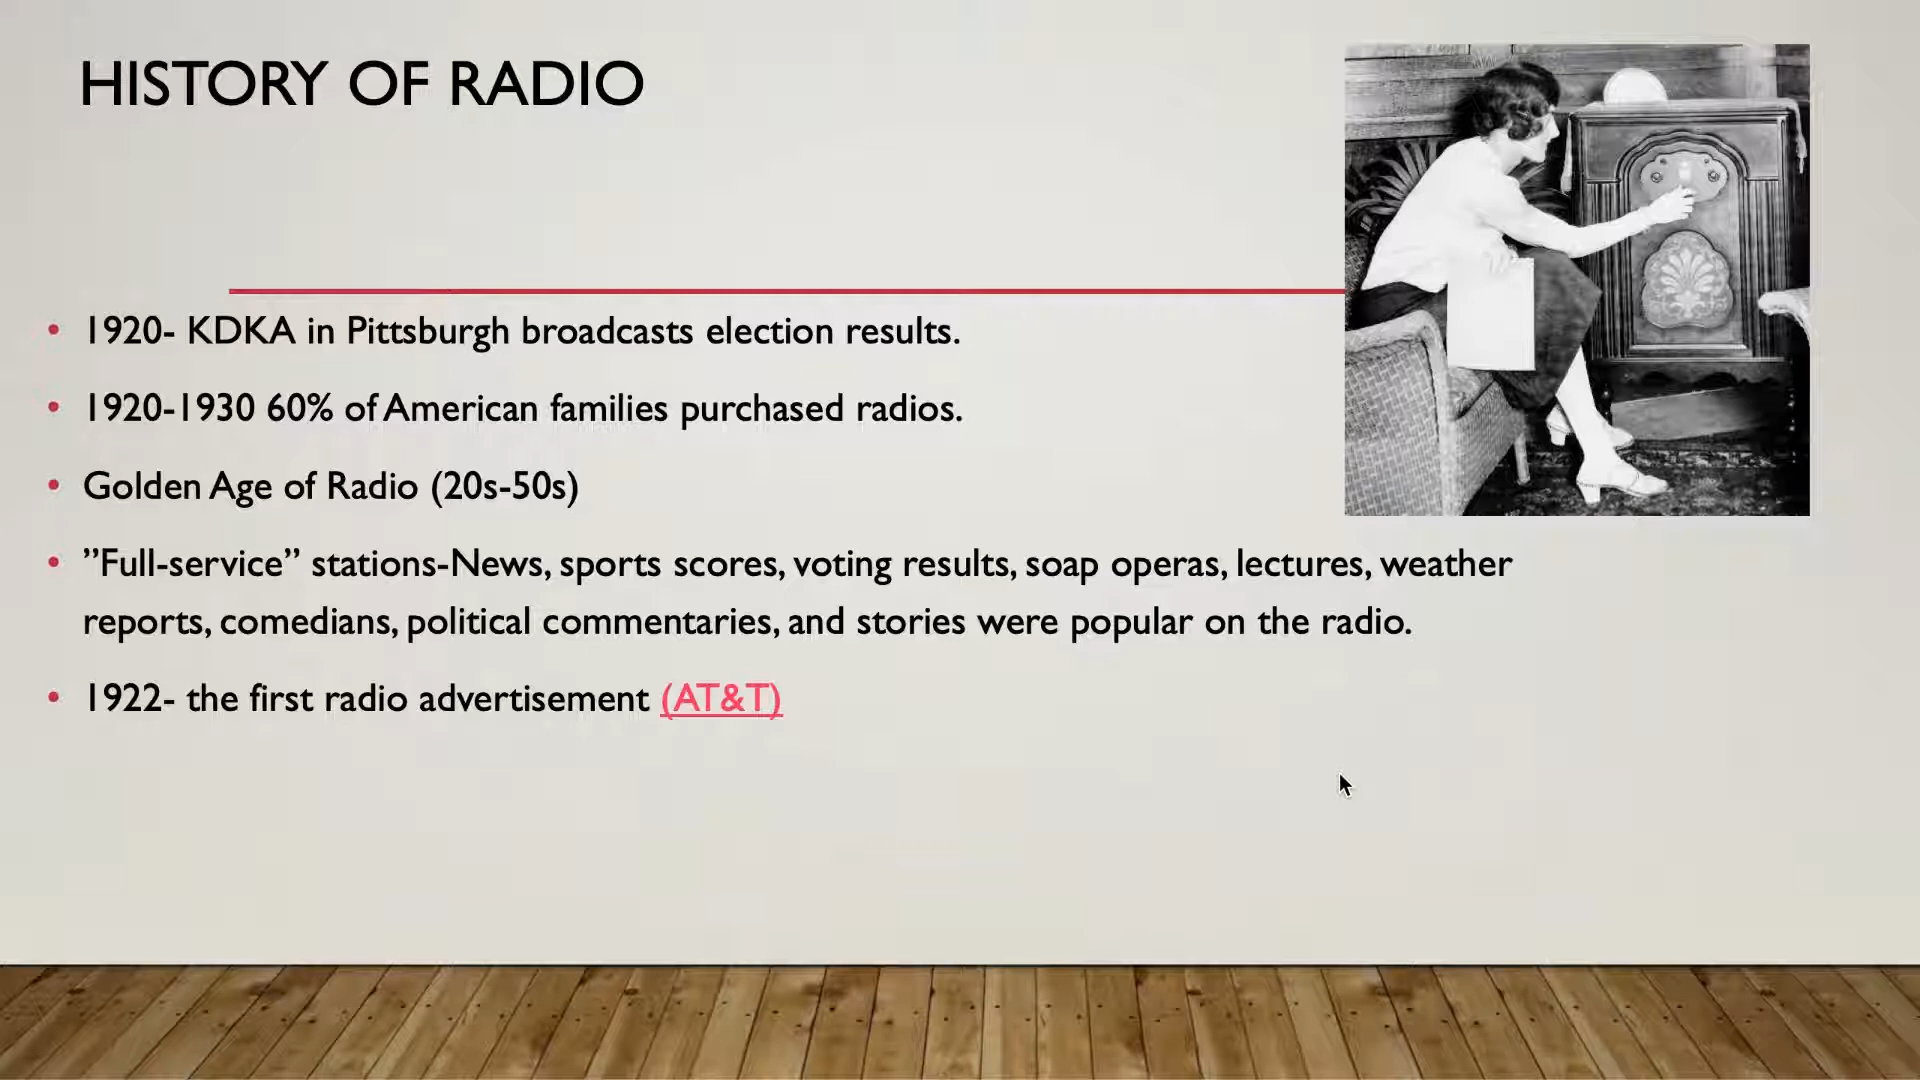 HISTORY OF RADIO
• 1920- KDKA in Pittsburgh broadcasts election results.
• 1920-1930 60% of American families purchased radios.
• Golden Age of Radio (20s-50s)
• ”Full-service” stations-News, sports scores, voting results, soap operas, lectures, weather
reports, comedians, political commentaries, and stories were popular on the radio.
• 1922- the first radio advertisement (AT&T)